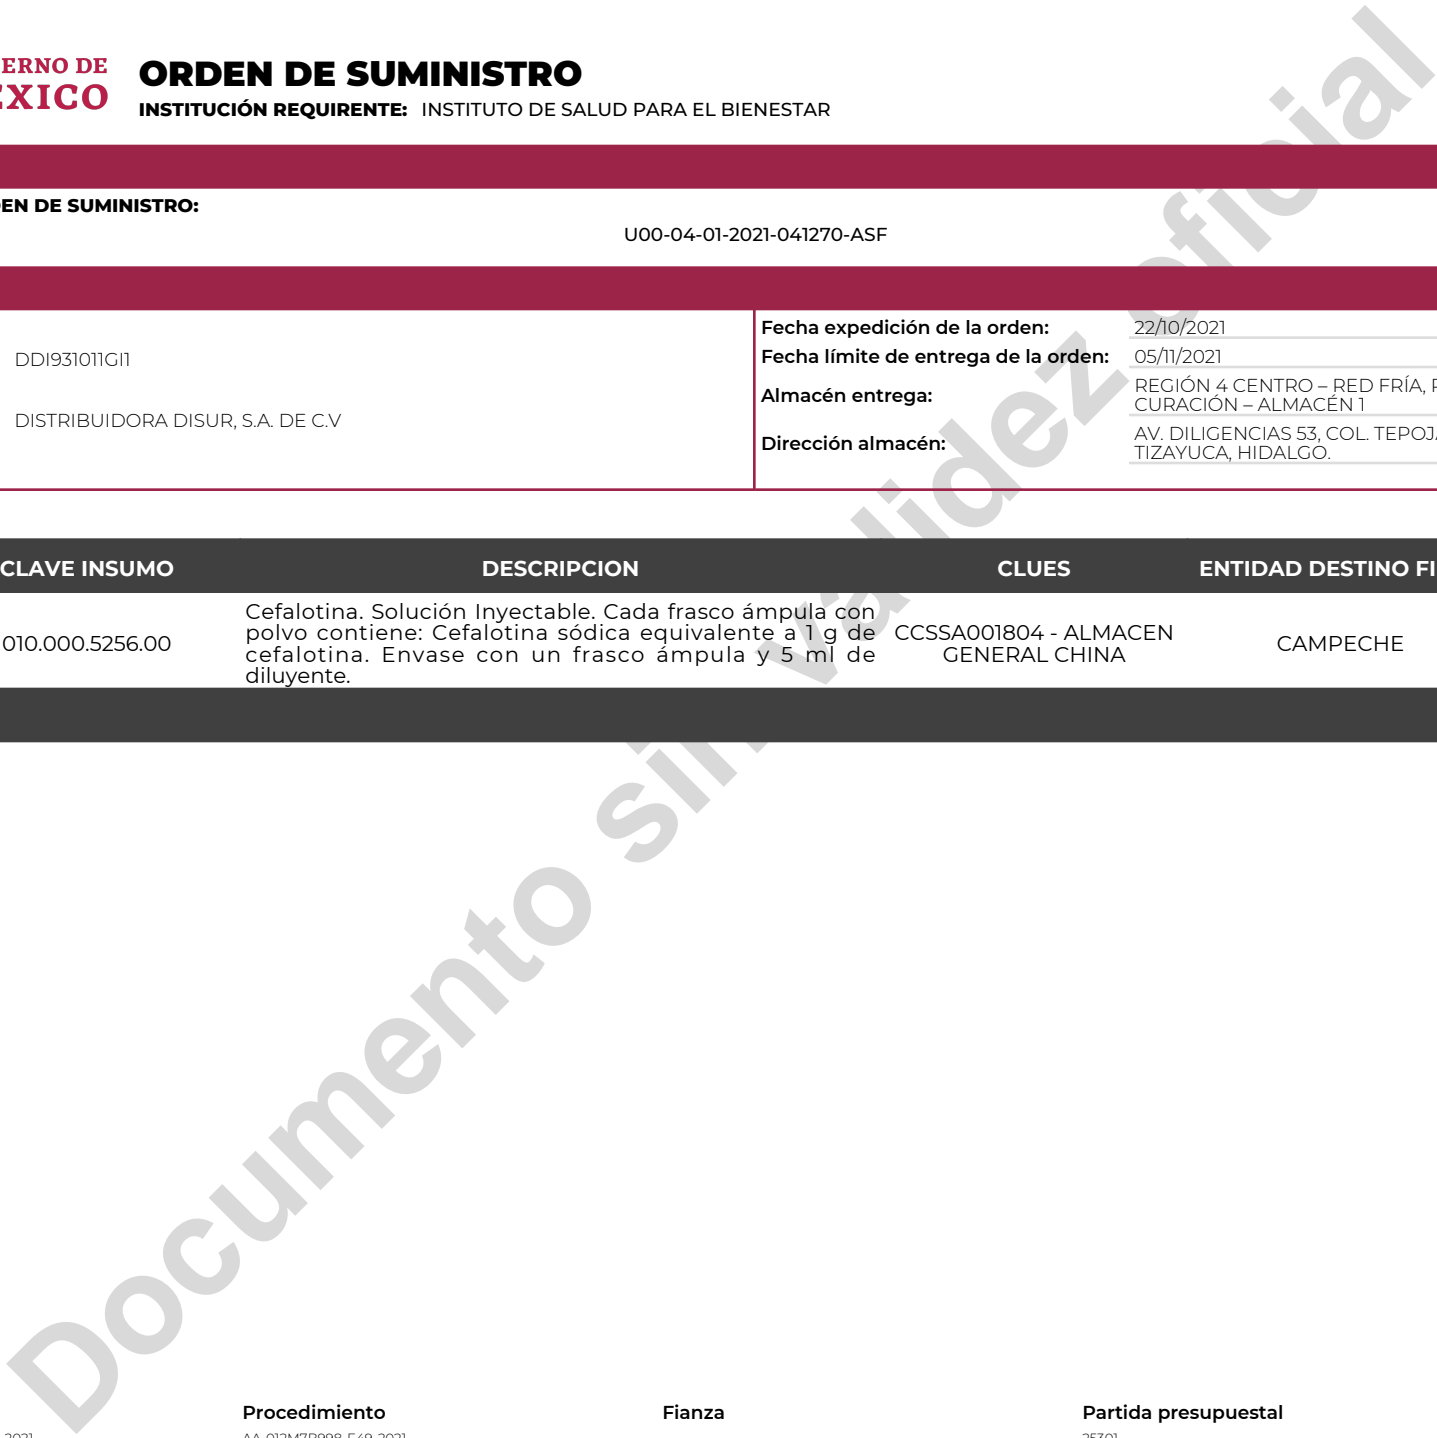 ERNO DE
ORDEN DE SUMINISTRO
XICO
INSTITUCIÓN REQUIRENTE: INSTITUTO DE SALUD PARA EL BIENESTAR
EN DE SUMINISTRO:
U00-04-01-2021-041270-ASF
Fecha expedición de la orden: 22/10/2021
DDI931011GI1
Fecha límite de entrega de la orden: 05/11/2021
Almacén entrega: REGIÓN 4 CENTRO – RED FRÍA,
CURACIÓN – ALMACÉN 1
DISTRIBUIDORA DISUR, S.A. DE C.V
Dirección almacén: AV. DILIGENCIAS 53, COL. TEPOJ
TIZAYUCA, HIDALGO.
CLAVE INSUMO DESCRIPCION CLUES ENTIDAD DESTINO FI
Cefalotina. Solución Inyectable. Cada frasco ámpula con
polvo contiene: Cefalotina sódica equivalente a 1 g de
cefalotina. Envase con un frasco ámpula y 5 ml de
diluyente.
010.000.5256.00
CCSSA001804 - ALMACEN
GENERAL CHINA
CAMPECHE
Documento sin validez oficial
Procedimiento Fianza Partida presupuestal